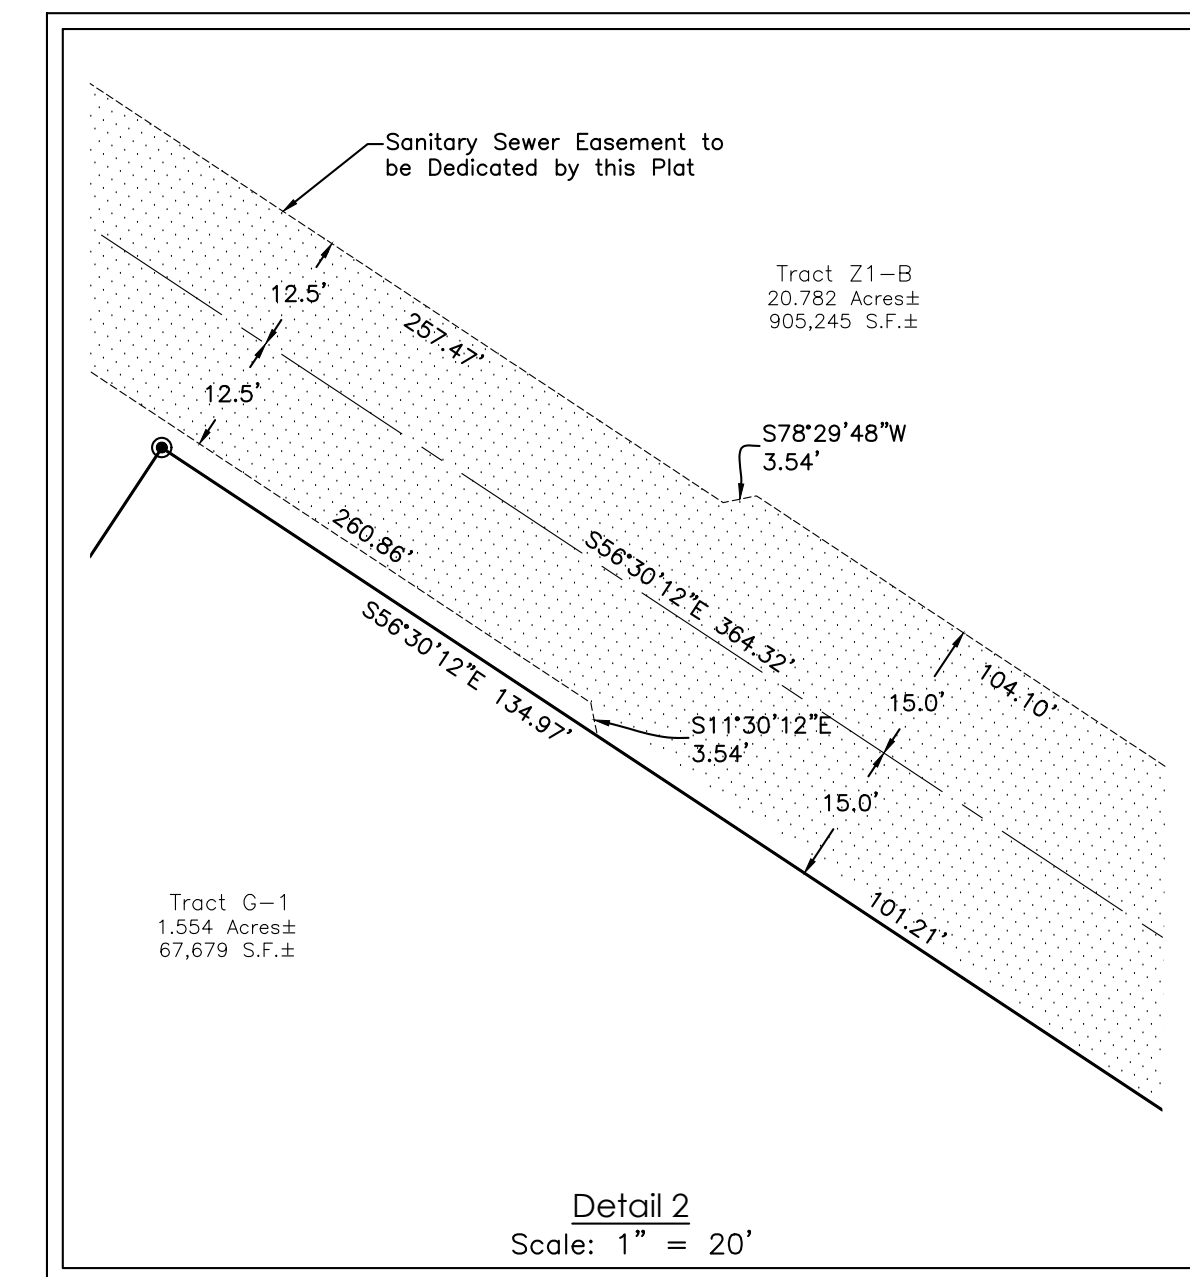 Sanitary Sewer Easement to
be Dedicated by this Plat
Tract Z1-B
20.782 Acres±
905,245 S.F.±
12.5'
257.47'
12.5'
S78°29'48"W
3.54'
260.86'
S56°30'12"E 364.32'
S56°30'12"E 134.97'
104.10'
15.0'
S11°30'12"E
3.54'
15.0'
101.21'
Tract G-1
1.554 Acres±
67,679 S.F.±
Detail 2
Scale: 1" = 20'